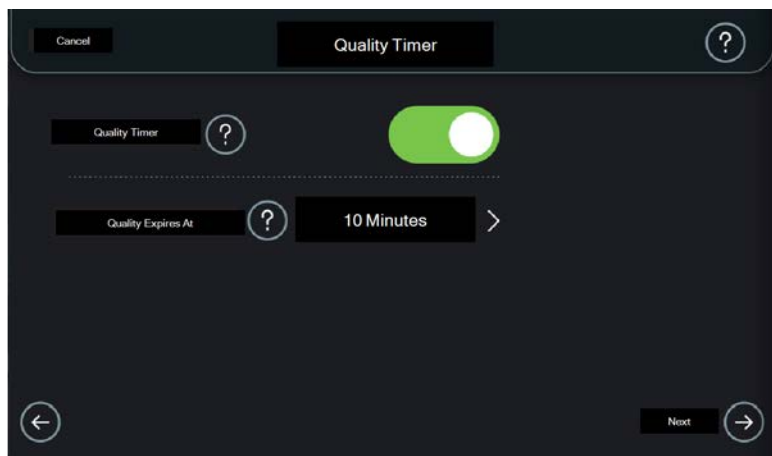 Cancel
Quality Timer
?
Quality Timer
?
Quality Expires At
?
10 Minutes
Next